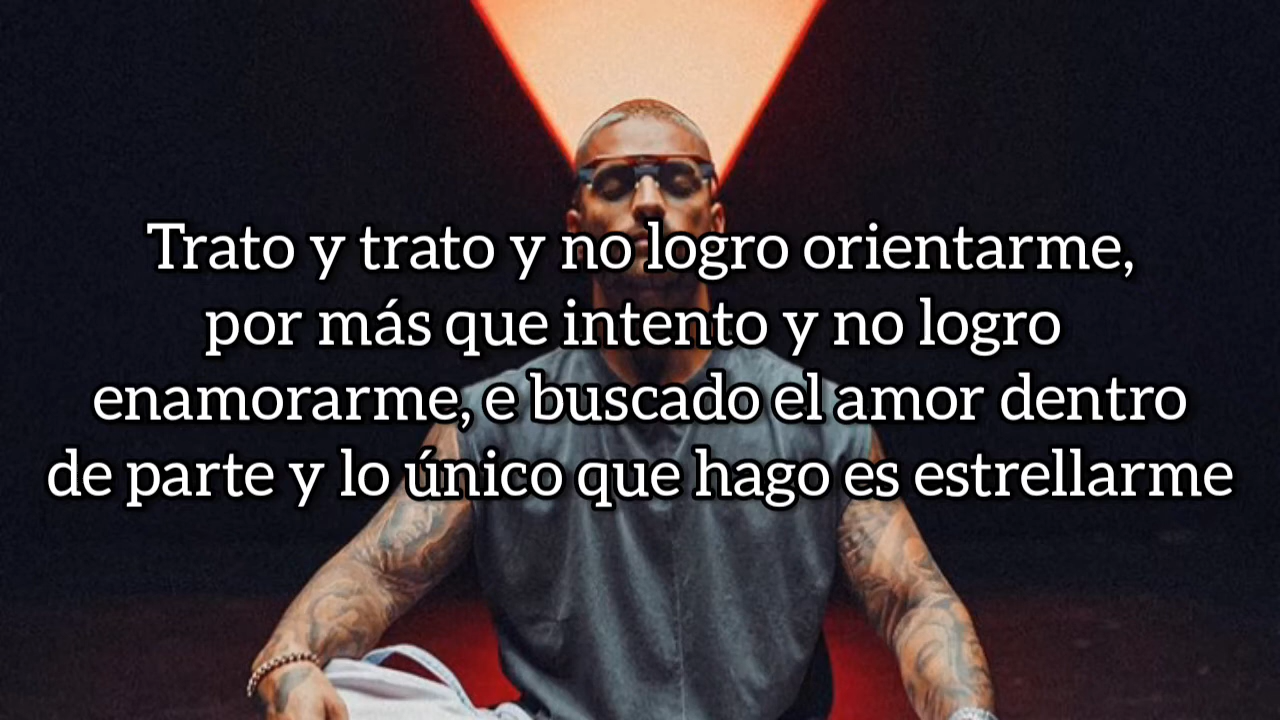 Trato y trato y no logro orientarme,
por más que intento y no logro
enamorarme, e buscado el amor dentro
de parte y lo único que hago es estrellarme